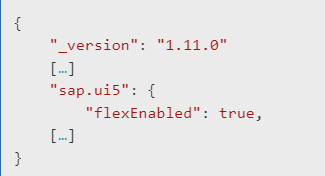 {
"_version": "1.11.0"
[…]
"sap.ui5": {
"flexEnabled": true,
[…]
}